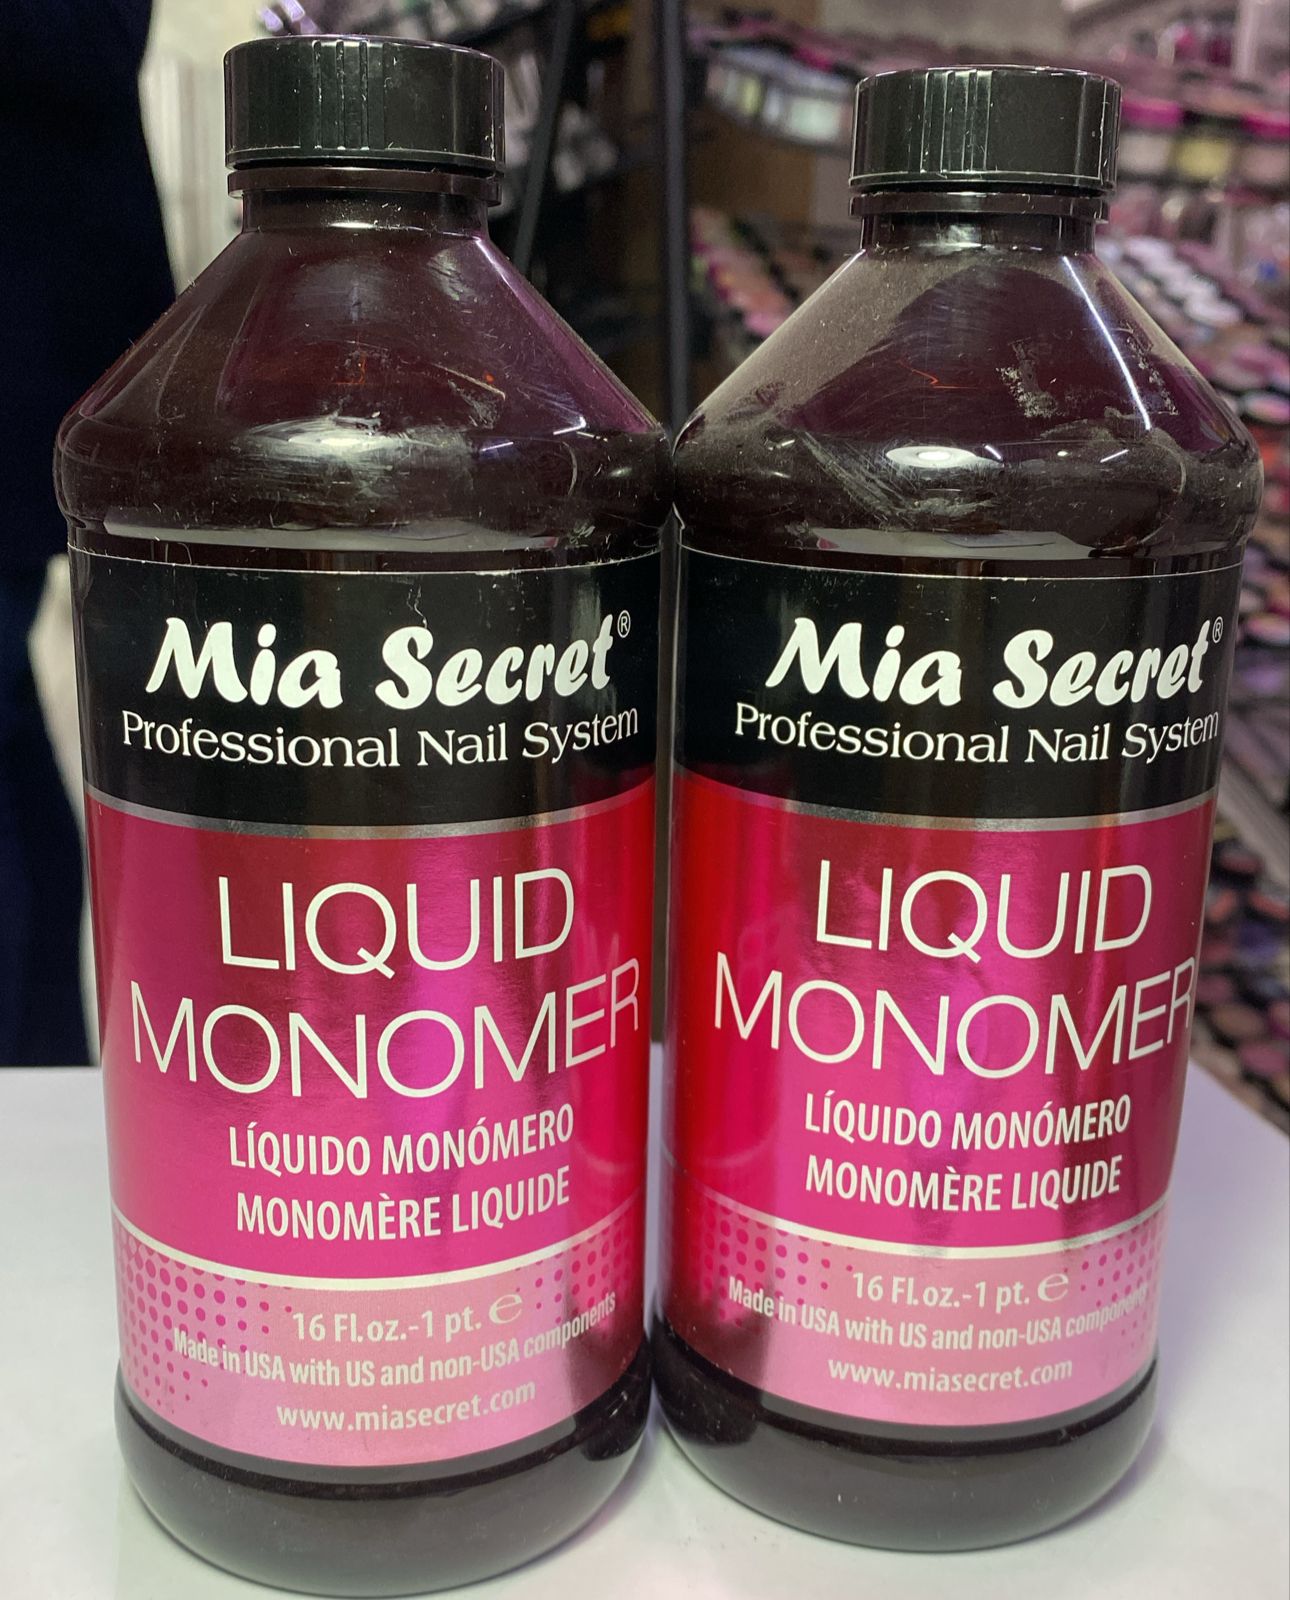 Mia Secret®
Professional Nail System
LIQUID
MONOMER
LÍQUIDO MONÓMERO
MONOMÈRE LIQUIDE
16 Fl.oz.-1 pt. ℮
Made in USA with US and non-USA components
www.miasecret.com
Mia Secret®
Professional Nail System
LIQUID
MONOMER
LÍQUIDO MONÓMERO
MONOMÈRE LIQUIDE
16 Fl.oz.-1 pt. ℮
Made in USA with US and non-USA components
www.miasecret.com